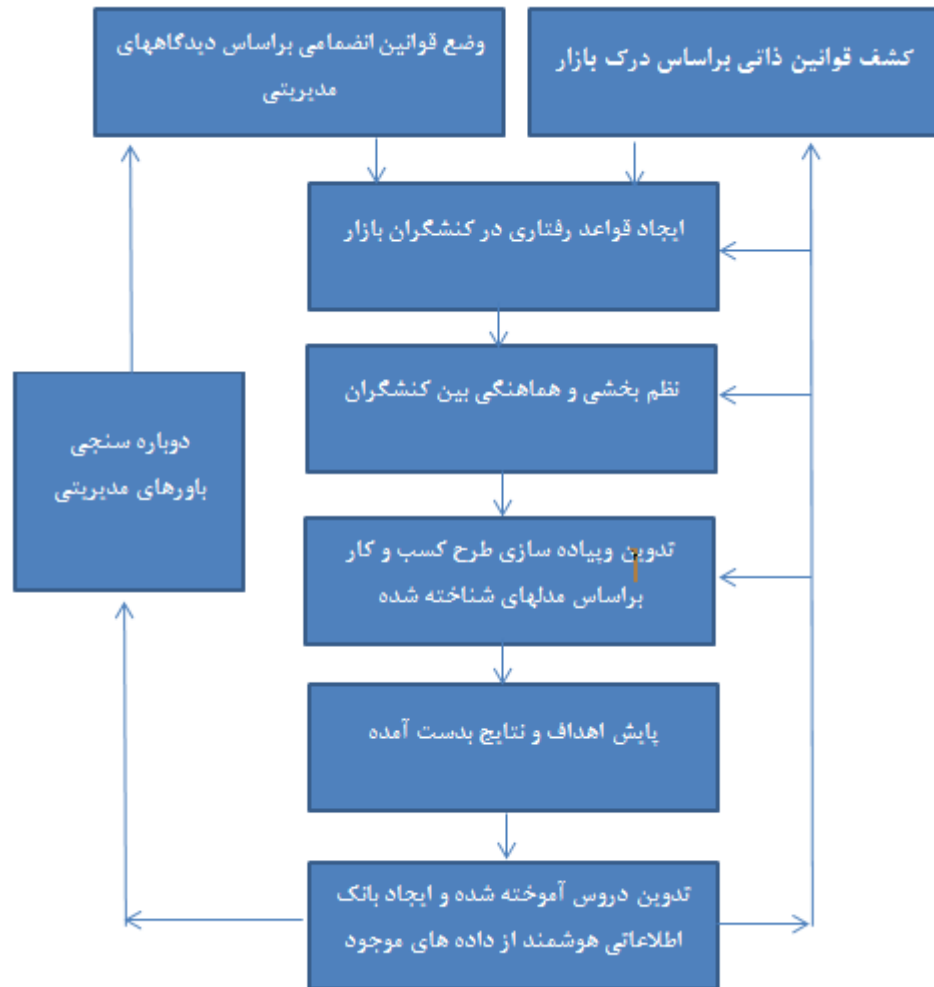 کشف قوانین ذاتی براساس درک بازار
وضع قوانین انضمامی براساس دیدگاههای
مدیریتی
ایجاد قواعد رفتاری در کنشگران بازار
نظم بخشی و هماهنگی بین کنشگران
دوباره سنجی
باورهای مدیریتی
تدوین وپیاده سازی طرح کسب و کار
براساس مدلهای شناخته شده
پایش اهداف و نتایج بدست آمده
تدوین دروس آموخته شده و ایجاد بانک
اطلاعاتی هوشمند از داده های موجود